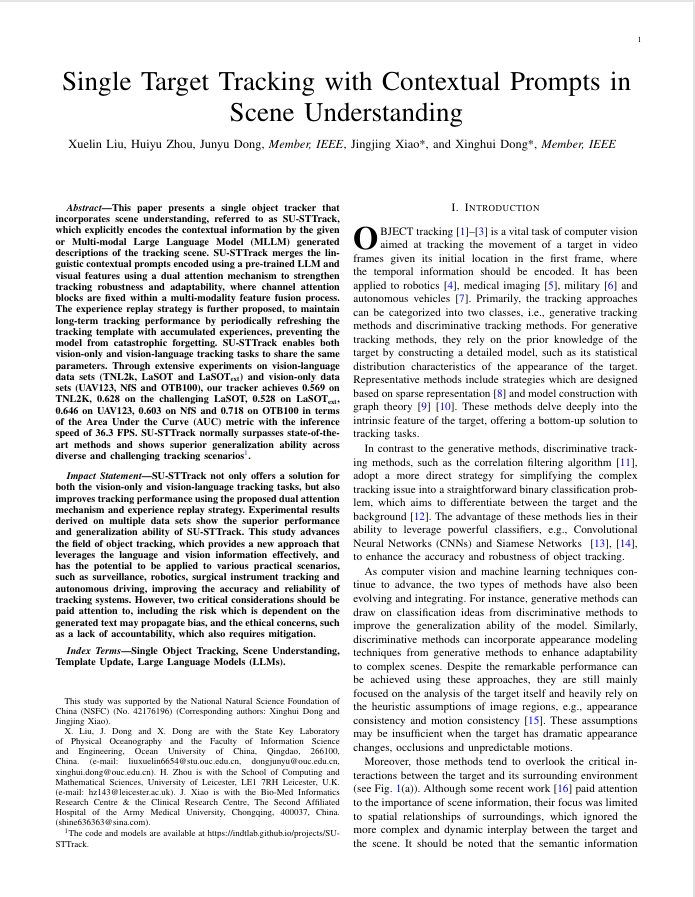 1
Single Target Tracking with Contextual Prompts in
Scene Understanding
Xuelin Liu, Huiyu Zhou, Junyu Dong, Member, IEEE, Jingjing Xiao*, and Xinghui Dong*, Member, IEEE
Abstract—This paper presents a single object tracker that
incorporates scene understanding, referred to as SU-STTrack,
which explicitly encodes the contextual information by the given
or Multi-modal Large Language Model (MLLM) generated
descriptions of the tracking scene. SU-STTrack merges the lin-
guistic contextual prompts encoded using a pre-trained LLM and
visual features using a dual attention mechanism to strengthen
tracking robustness and adaptability, where channel attention
blocks are fixed within a multi-modality feature fusion process.
The experience replay strategy is further proposed, to maintain
long-term tracking performance by periodically refreshing the
tracking template with accumulated experiences, preventing the
model from catastrophic forgetting. SU-STTrack enables both
vision-only and vision-language tracking tasks to share the same
parameters. Through extensive experiments on vision-language
data sets (TNL2k, LaSOT and LaSOText) and vision-only data
sets (UAV123, NfS and OTB100), our tracker achieves 0.569 on
TNL2K, 0.628 on the challenging LaSOT, 0.528 on LaSOText,
0.646 on UAV123, 0.603 on NfS and 0.718 on OTB100 in terms
of the Area Under the Curve (AUC) metric with the inference
speed of 36.3 FPS. SU-STTrack normally surpasses state-of-the-
art methods and shows superior generalization ability across
diverse and challenging tracking scenarios1.
Impact Statement—SU-STTrack not only offers a solution for
both the vision-only and vision-language tracking tasks, but also
improves tracking performance using the proposed dual attention
mechanism and experience replay strategy. Experimental results
derived on multiple data sets show the superior performance
and generalization ability of SU-STTrack. This study advances
the field of object tracking, which provides a new approach that
leverages the language and vision information effectively, and
has the potential to be applied to various practical scenarios,
such as surveillance, robotics, surgical instrument tracking and
autonomous driving, improving the accuracy and reliability of
tracking systems. However, two critical considerations should be
paid attention to, including the risk which is dependent on the
generated text may propagate bias, and the ethical concerns, such
as a lack of accountability, which also requires mitigation.
Index Terms—Single Object Tracking, Scene Understanding,
Template Update, Large Language Models (LLMs).
This study was supported by the National Natural Science Foundation of
China (NSFC) (No. 42176196) (Corresponding authors: Xinghui Dong and
Jingjing Xiao).
X. Liu, J. Dong and X. Dong are with the State Key Laboratory
of Physical Oceanography and the Faculty of Information Science
and Engineering, Ocean University of China, Qingdao, 266100,
China. (e-mail: liuxuelin6654@stu.ouc.edu.cn, dongjunyu@ouc.edu.cn,
xinghui.dong@ouc.edu.cn). H. Zhou is with the School of Computing and
Mathematical Sciences, University of Leicester, LE1 7RH Leicester, U.K.
(e-mail: hz143@leicester.ac.uk). J. Xiao is with the Bio-Med Informatics
Research Centre & the Clinical Research Centre, The Second Affiliated
Hospital of the Army Medical University, Chongqing, 400037, China.
(shine636363@sina.com).
1The code and models are available at https://indtlab.github.io/projects/SU-
STTrack.
I. INTRODUCTION
OBJECT tracking [1]–[3] is a vital task of computer vision
aimed at tracking the movement of a target in video
frames given its initial location in the first frame, where
the temporal information should be encoded. It has been
applied to robotics [4], medical imaging [5], military [6] and
autonomous vehicles [7]. Primarily, the tracking approaches
can be categorized into two classes, i.e., generative tracking
methods and discriminative tracking methods. For generative
tracking methods, they rely on the prior knowledge of the
target by constructing a detailed model, such as its statistical
distribution characteristics of the appearance of the target.
Representative methods include strategies which are designed
based on sparse representation [8] and model construction with
graph theory [9] [10]. These methods delve deeply into the
intrinsic feature of the target, offering a bottom-up solution to
tracking tasks.
In contrast to the generative methods, discriminative track-
ing methods, such as the correlation filtering algorithm [11],
adopt a more direct strategy for simplifying the complex
tracking issue into a straightforward binary classification prob-
lem, which aims to differentiate between the target and the
background [12]. The advantage of these methods lies in their
ability to leverage powerful classifiers, e.g., Convolutional
Neural Networks (CNNs) and Siamese Networks [13], [14],
to enhance the accuracy and robustness of object tracking.
As computer vision and machine learning techniques con-
tinue to advance, the two types of methods have also been
evolving and integrating. For instance, generative methods can
draw on classification ideas from discriminative methods to
improve the generalization ability of the model. Similarly,
discriminative methods can incorporate appearance modeling
techniques from generative methods to enhance adaptability
to complex scenes. Despite the remarkable performance can
be achieved using these approaches, they are still mainly
focused on the analysis of the target itself and heavily rely on
the heuristic assumptions of image regions, e.g., appearance
consistency and motion consistency [15]. These assumptions
may be insufficient when the target has dramatic appearance
changes, occlusions and unpredictable motions.
Moreover, those methods tend to overlook the critical in-
teractions between the target and its surrounding environment
(see Fig. 1(a)). Although some recent work [16] paid attention
to the importance of scene information, their focus was limited
to spatial relationships of surroundings, which ignored the
more complex and dynamic interplay between the target and
the scene. It should be noted that the semantic information